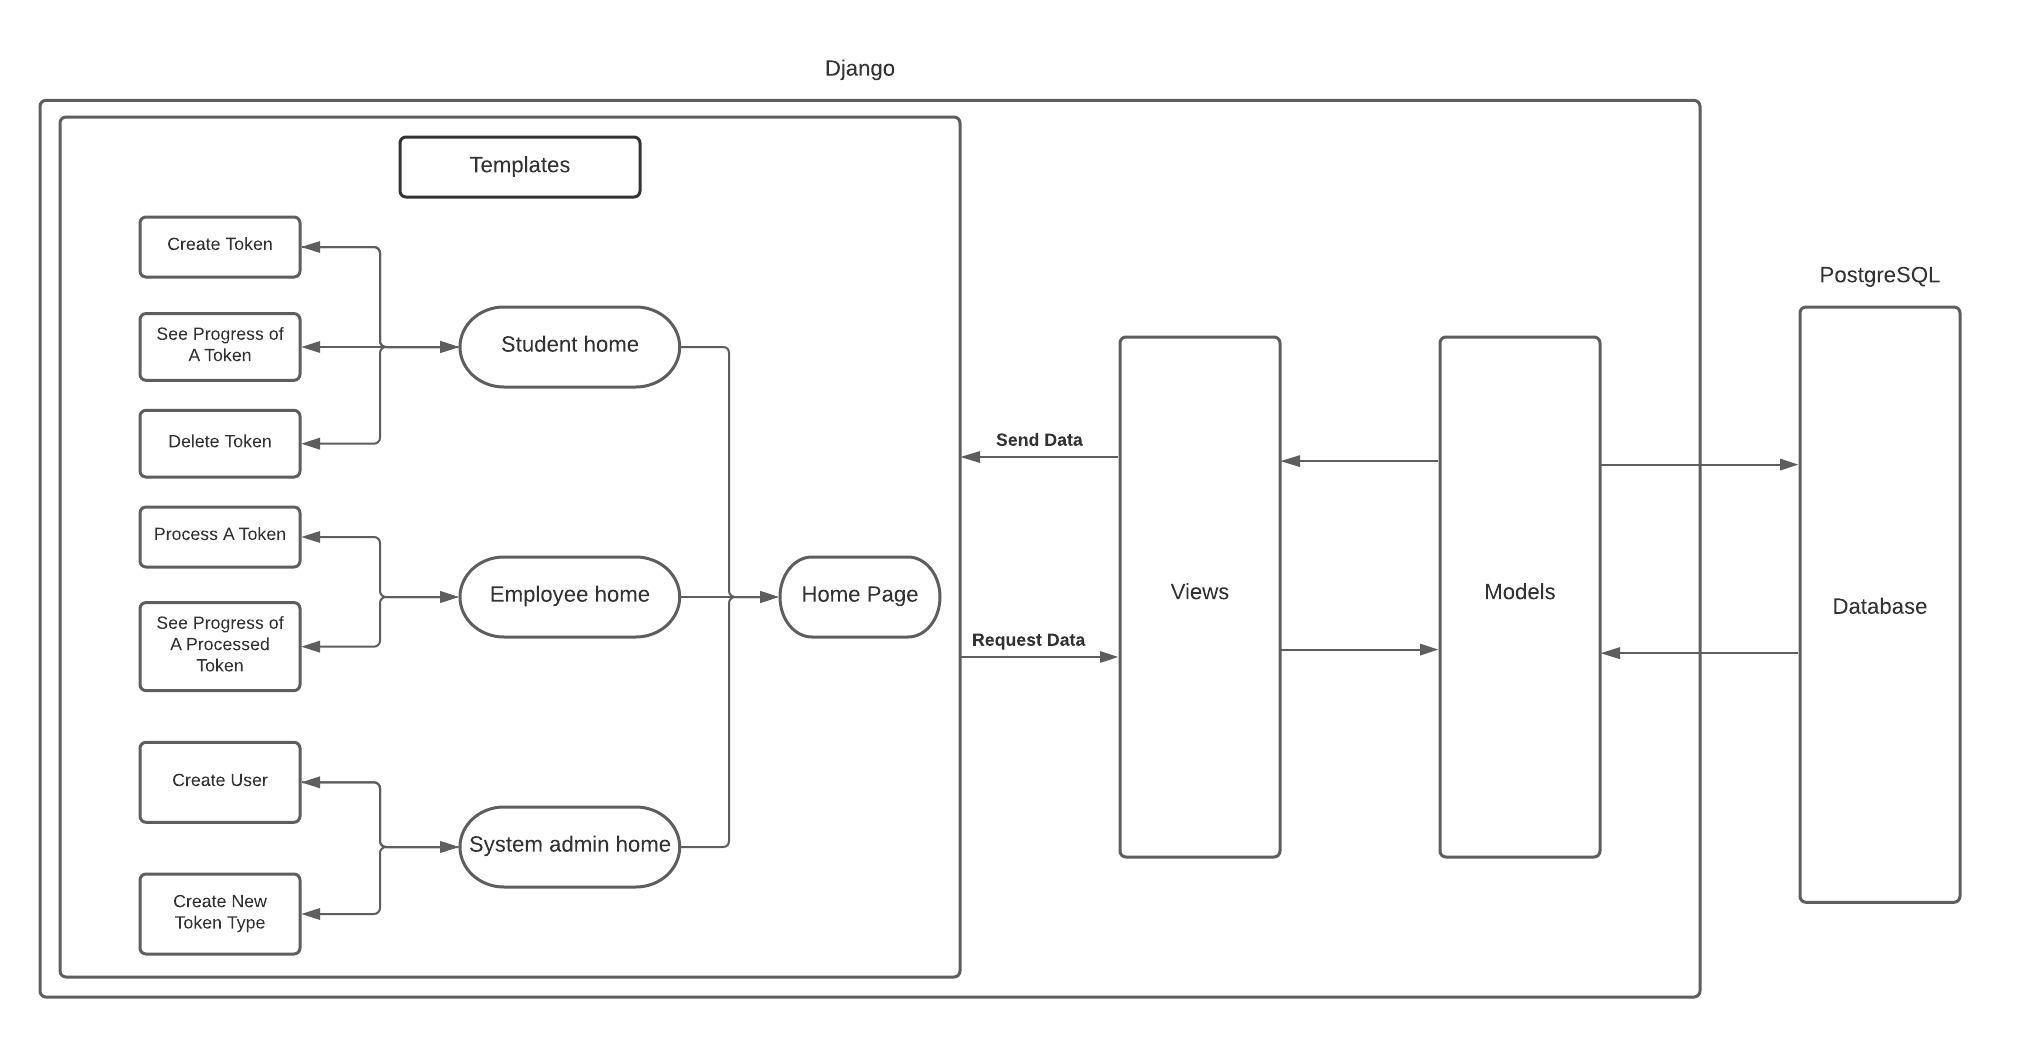 Django
Templates
Create Token
See Progress of
A Token
Delete Token
Process A Token
See Progress of
A Processed
Token
Create User
Create New
Token Type
Student home
Employee home
System admin home
Home Page
Send Data
Request Data
Views
Models
PostgreSQL
Database